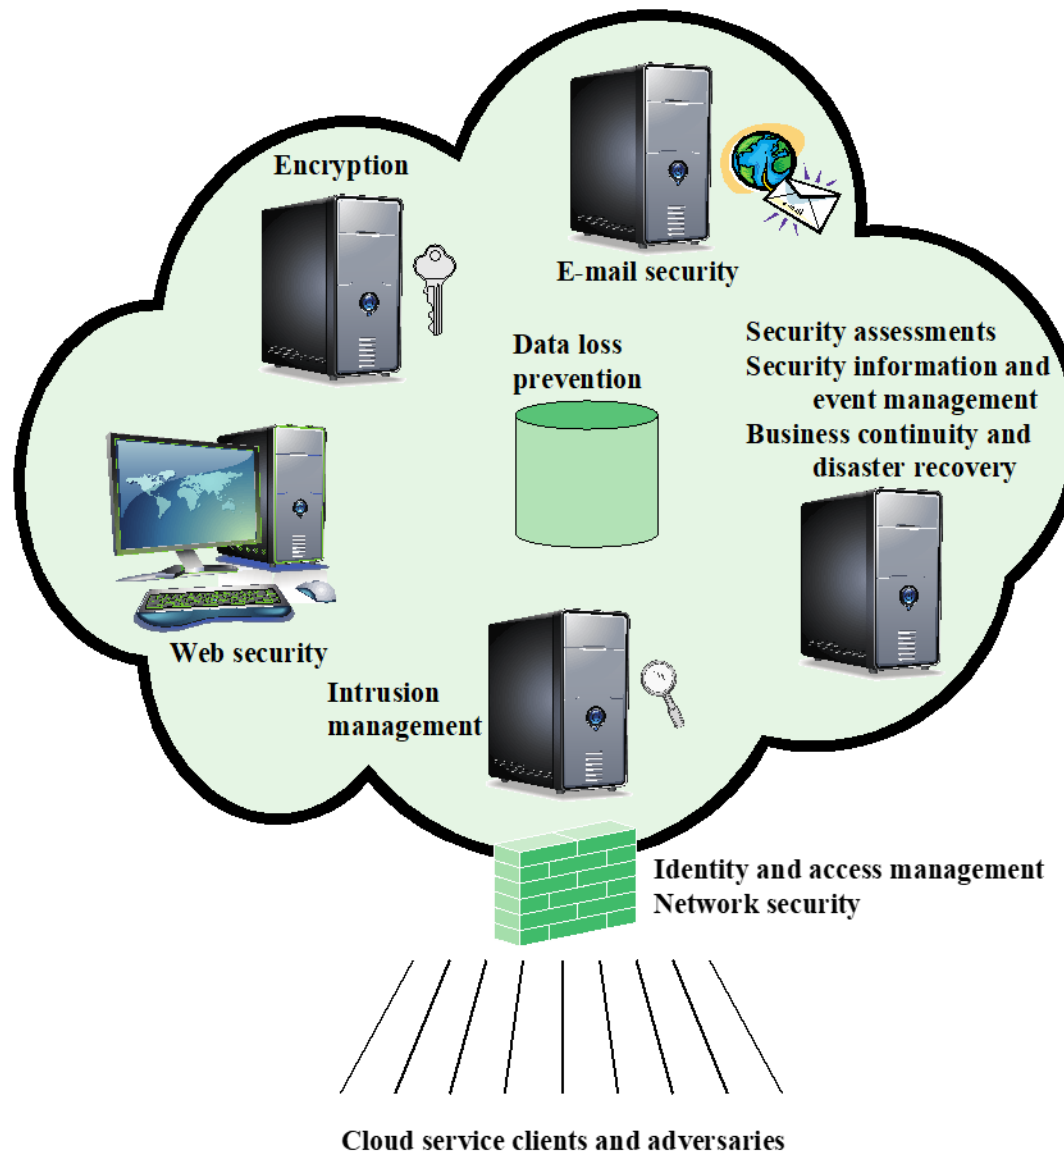 Encryption
E-mail security
Data loss
prevention
Security assessments
Security information and
event management
Business continuity and
disaster recovery
Web security
Intrusion
management
Identity and access management
Network security
Cloud service clients and adversaries